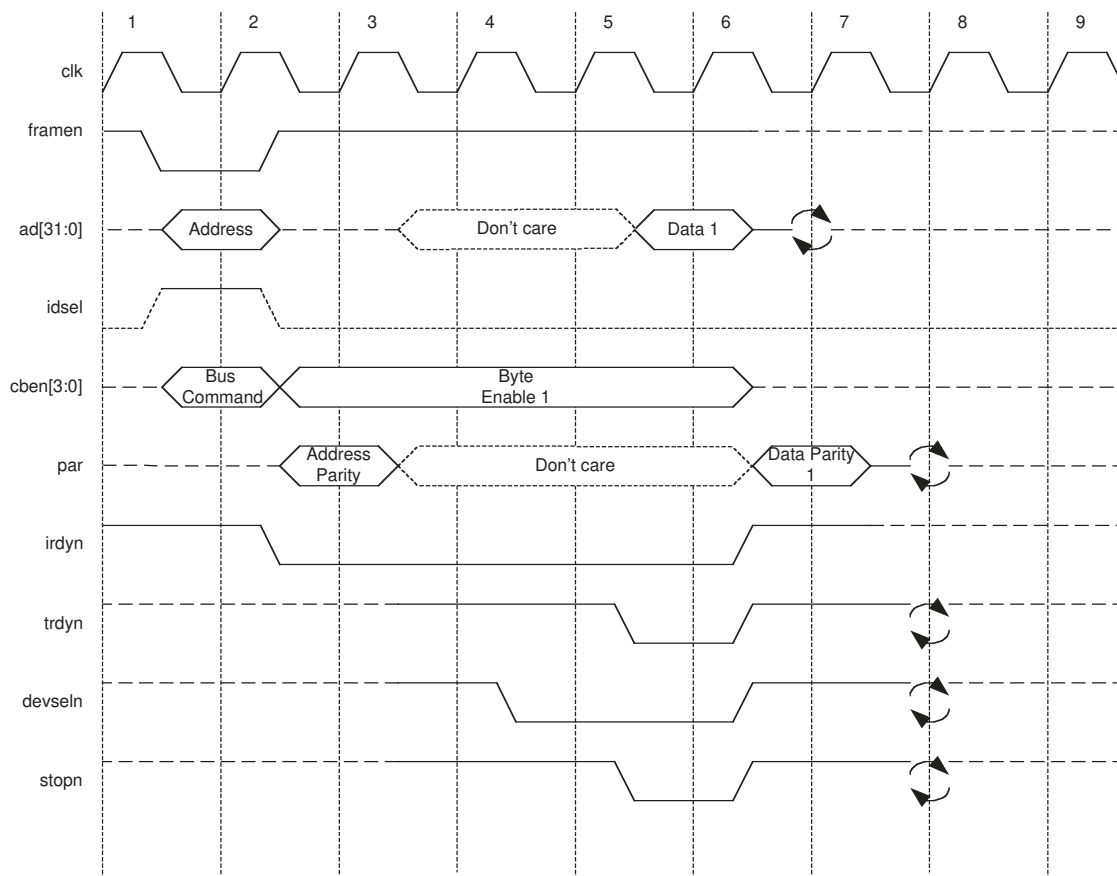 1 2 3 4 5 6 7 8 9
clk
framen
ad[31:0] Address Don't care Data 1
idsel
cben[3:0] Bus Command Byte Enable 1
par Address Parity Don't care Data Parity 1
irdyn
trdyn
devseln
stopn